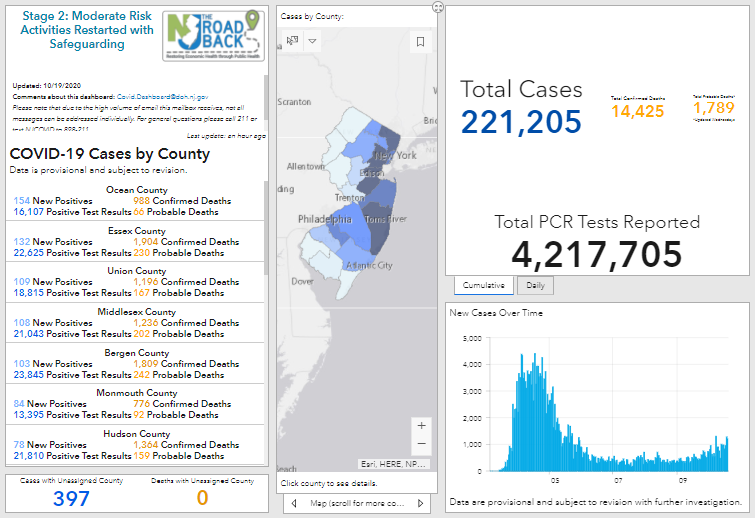 Stage 2: Moderate Risk
Activities Restarted with
Safeguarding
THE
NJ ROAD
BACK
Restoring Economic Health through Public Health
Updated: 10/19/2020
Comments about this dashboard: Covid.Dashboard@doh.nj.gov
Please note that due to the high volume of email this mailbox receives, not all
messages can be addressed individually. For general questions please call 211 or
text NJCOVID to 898-211.
Last update: an hour ago
COVID-19 Cases by County
Data is provisional and subject to revision.
Ocean County
154 New Positives 988 Confirmed Deaths
16,107 Positive Test Results 66 Probable Deaths
Essex County
132 New Positives 1,904 Confirmed Deaths
22,625 Positive Test Results 230 Probable Deaths
Union County
109 New Positives 1,196 Confirmed Deaths
18,815 Positive Test Results 167 Probable Deaths
Middlesex County
108 New Positives 1,236 Confirmed Deaths
21,043 Positive Test Results 202 Probable Deaths
Bergen County
103 New Positives 1,809 Confirmed Deaths
23,845 Positive Test Results 242 Probable Deaths
Monmouth County
84 New Positives 776 Confirmed Deaths
13,395 Positive Test Results 92 Probable Deaths
Hudson County
78 New Positives 1,364 Confirmed Deaths
21,810 Positive Test Results 159 Probable Deaths
Cases with Unassigned County
397
Deaths with Unassigned County
0
Cases by County:
Scranton
New York
Allentown
Edison
ding
Trenton
Philadelphia
Toms River
Atlantic City
Dover
Brid
+
−
each
Esri, HERE, NP...
Click county to see details.
Map (scroll for more co...
Total Cases
221,205
Total Confirmed Deaths
14,425
Total Probable Deaths*
1,789
*Updated Wednesdays
Total PCR Tests Reported
4,217,705
Cumulative
Daily
New Cases Over Time
5,000
4,000
3,000
2,000
1,000
0
05
07
09
Data are provisional and subject to revision with further investigation.